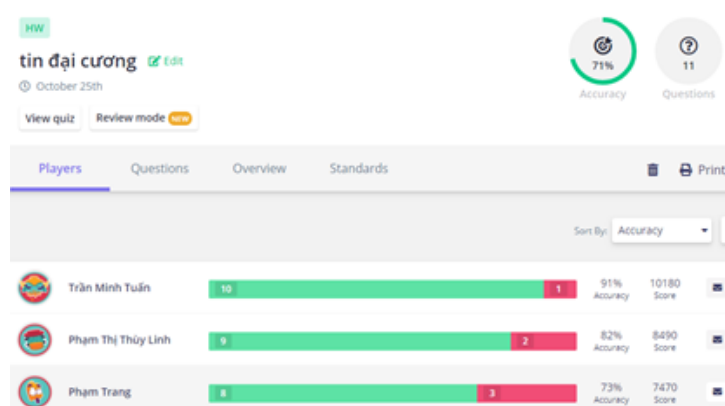 HW
tin đại cương Edit
October 25th
View quiz Review mode NEW
71%
Accuracy
11
Questions
Players Questions Overview Standards Print
Sort By: Accuracy
Trần Minh Tuấn 10 1 91% Accuracy 10180 Score
Phạm Thị Thùy Linh 9 2 82% Accuracy 8490 Score
Phạm Trang 8 3 73% Accuracy 7470 Score